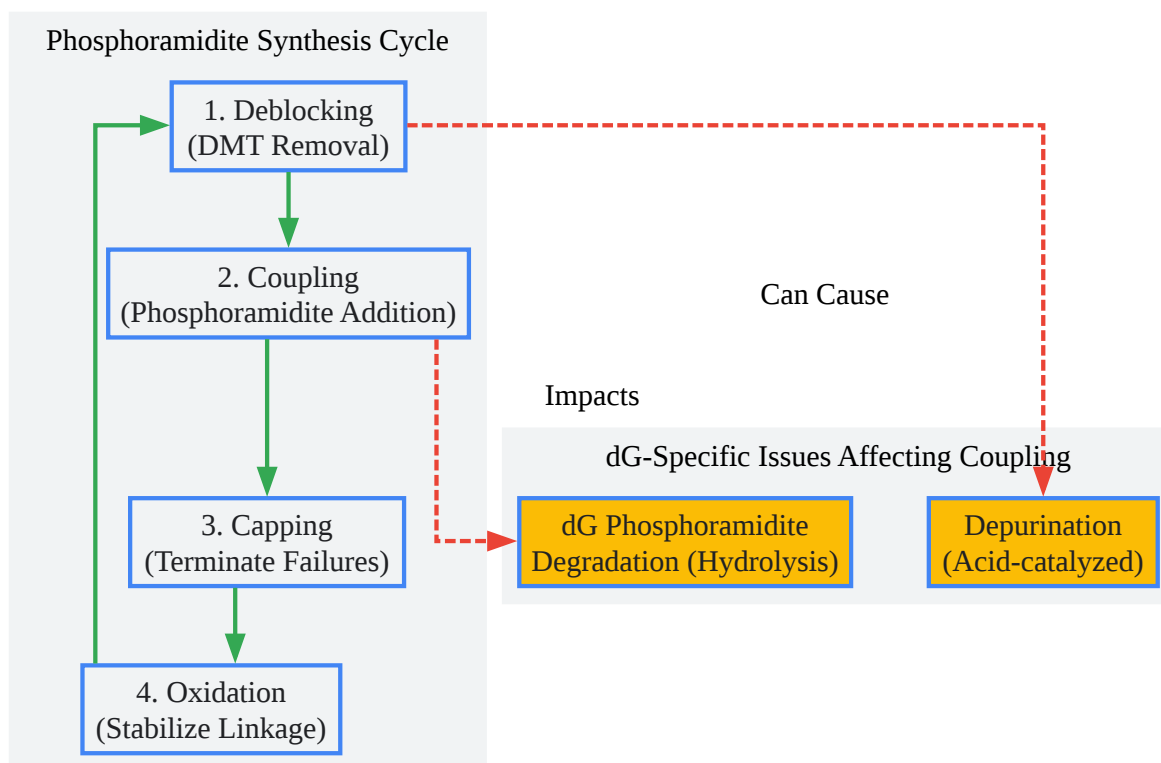 Phosphoramidite Synthesis Cycle
1. Deblocking
(DMT Removal)
2. Coupling
(Phosphoramidite Addition)
Can Cause
Impacts
dG-Specific Issues Affecting Coupling
3. Capping
(Terminate Failures)
dG Phosphoramidite
Degradation (Hydrolysis)
Depurination
(Acid-catalyzed)
4. Oxidation
(Stabilize Linkage)